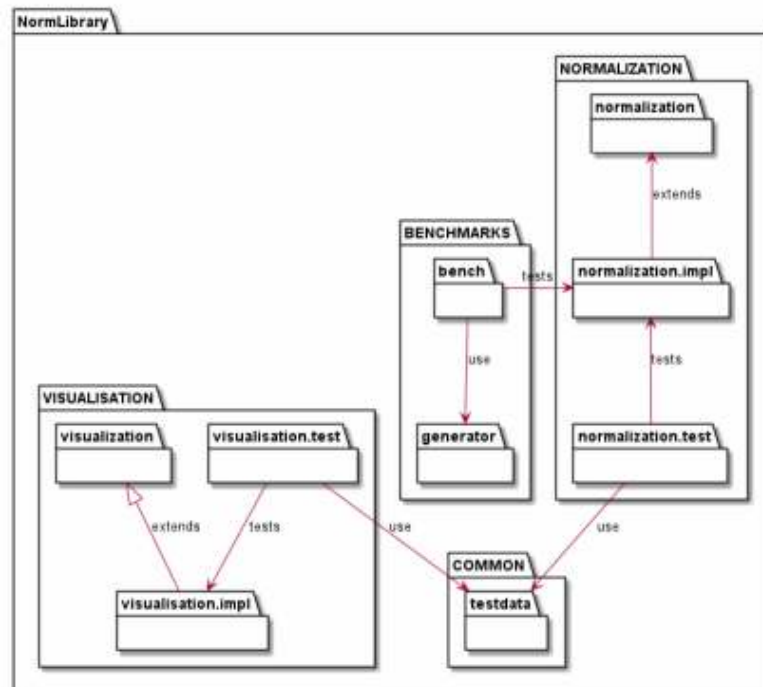 NormLibrary
NORMALIZATION
normalization
extends
BENCHMARKS
bench
tests
normalization.impl
use
tests
VISUALISATION
visualization
visualisation.test
generator
normalization.test
extends
tests
use
use
COMMON
visualisation.impl
testdata